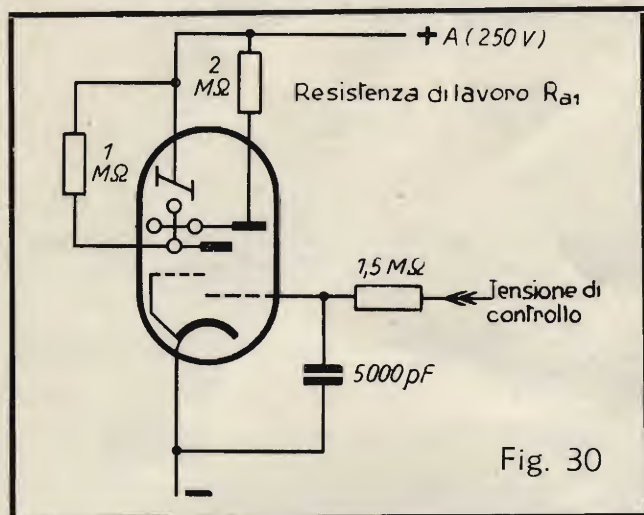 + A (250 V)
2
MΩ
Resistenza di lavoro Ra1
1
MΩ
1,5 MΩ
Tensione di
controllo
5000 pF
Fig. 30